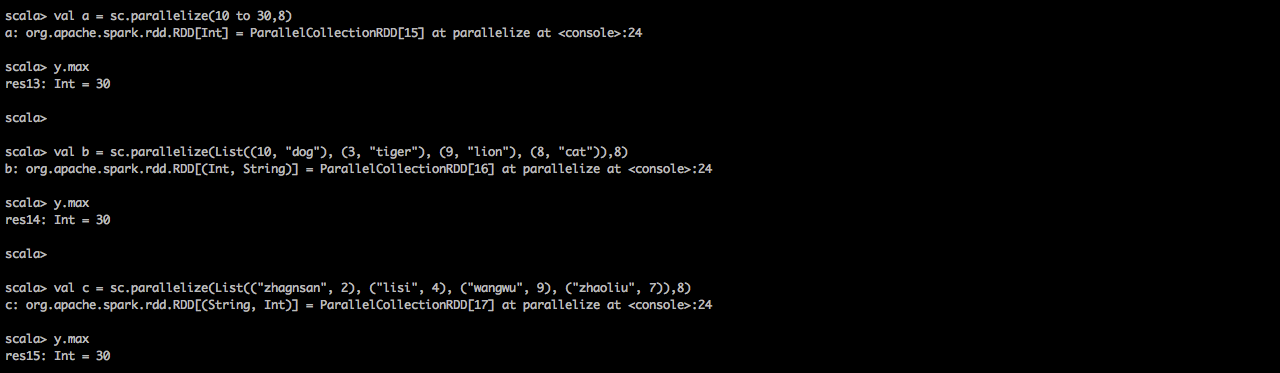 scala> val a = sc.parallelize(10 to 30,8)
a: org.apache.spark.rdd.RDD[Int] = ParallelCollectionRDD[15] at parallelize at <console>:24
scala> y.max
res13: Int = 30
scala>
scala> val b = sc.parallelize(List((10, "dog"), (3, "tiger"), (9, "lion"), (8, "cat")),8)
b: org.apache.spark.rdd.RDD[(Int, String)] = ParallelCollectionRDD[16] at parallelize at <console>:24
scala> y.max
res14: Int = 30
scala>
scala> val c = sc.parallelize(List(("zhagnsan", 2), ("lisi", 4), ("wangwu", 9), ("zhaoliu", 7)),8)
c: org.apache.spark.rdd.RDD[(String, Int)] = ParallelCollectionRDD[17] at parallelize at <console>:24
scala> y.max
res15: Int = 30